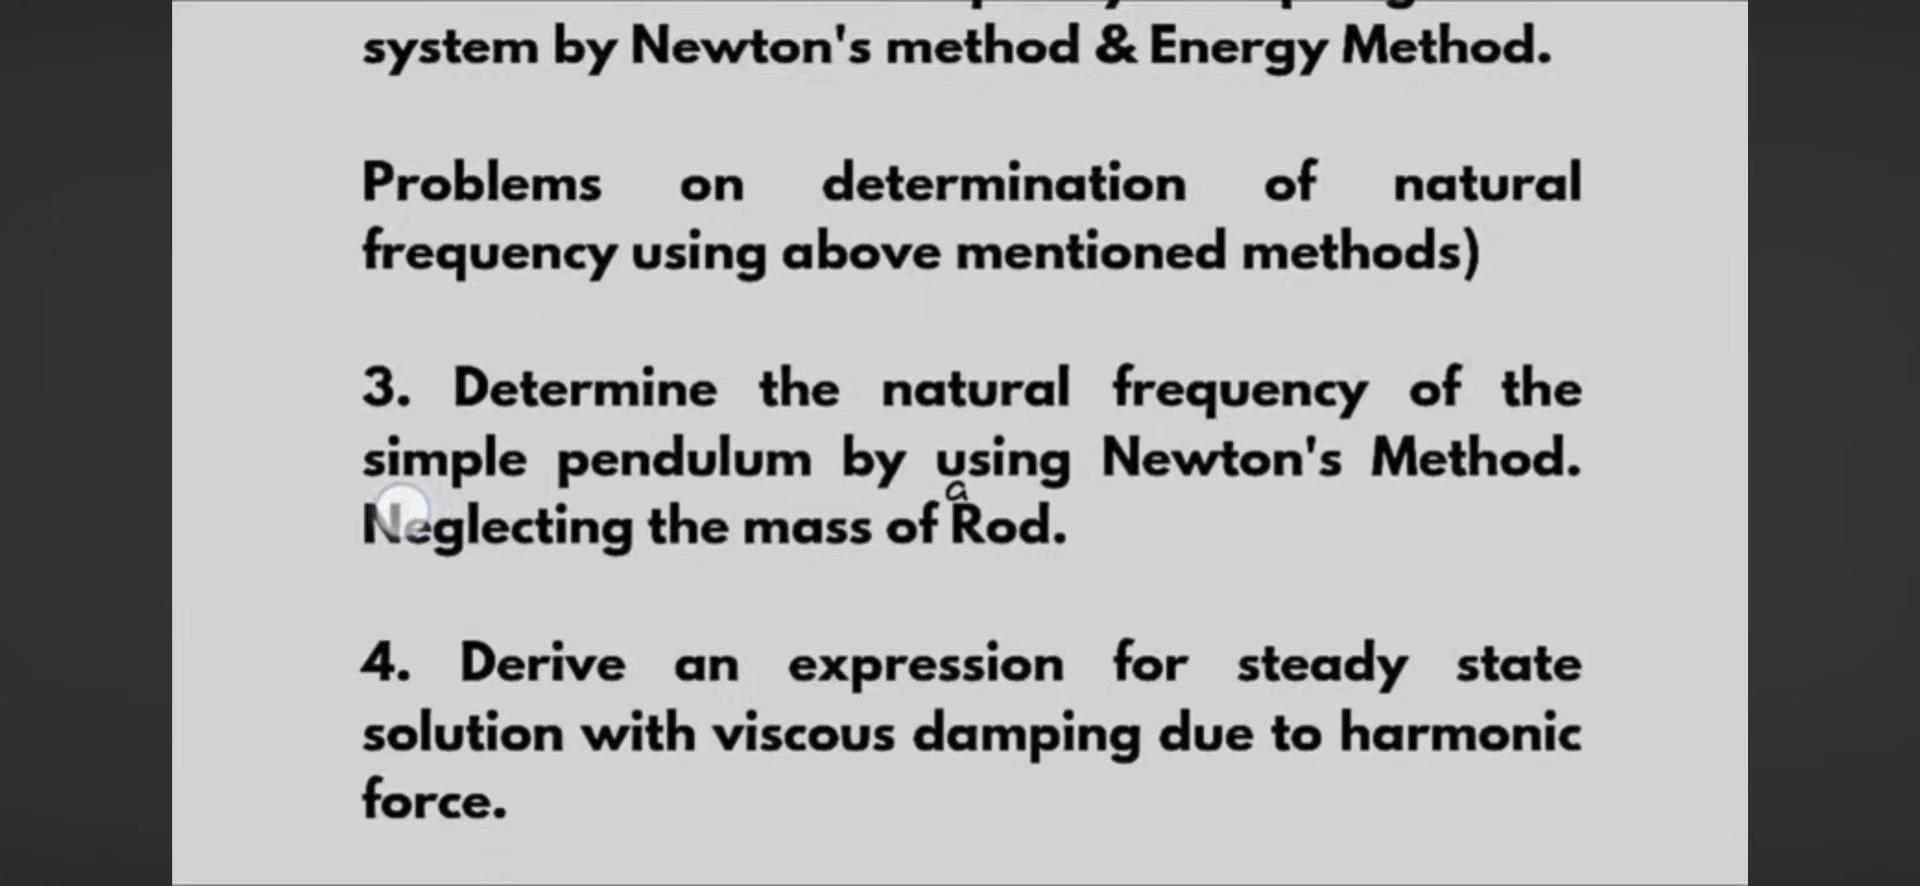 system by Newton's method & Energy Method.
Problems on determination of natural
frequency using above mentioned methods)
3. Determine the natural frequency of the
simple pendulum by using Newton's Method.
a
Neglecting the mass of Rod.
4. Derive an expression for steady state
solution with viscous damping due to harmonic
force.